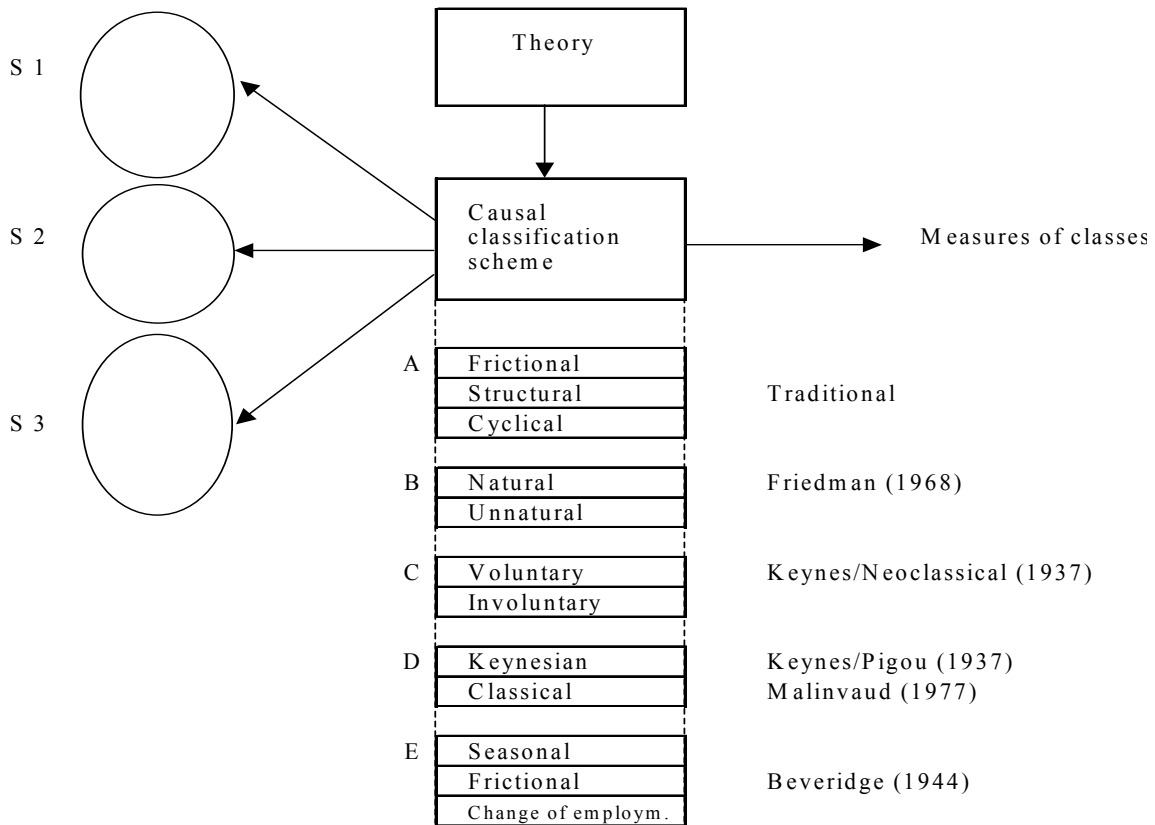 Theory
S 1
Causal
classification
scheme
S 2
Measures of classes
S 3
A
Frictional
Structural
Traditional
Cyclical
B
Natural
Friedman (1968)
Unnatural
C
Voluntary
Keynes/Neoclassical (1937)
Involuntary
D
Keynesian
Keynes/Pigou (1937)
Classical
Malinvaud (1977)
E
Seasonal
Frictional
Beveridge (1944)
Change of employm.